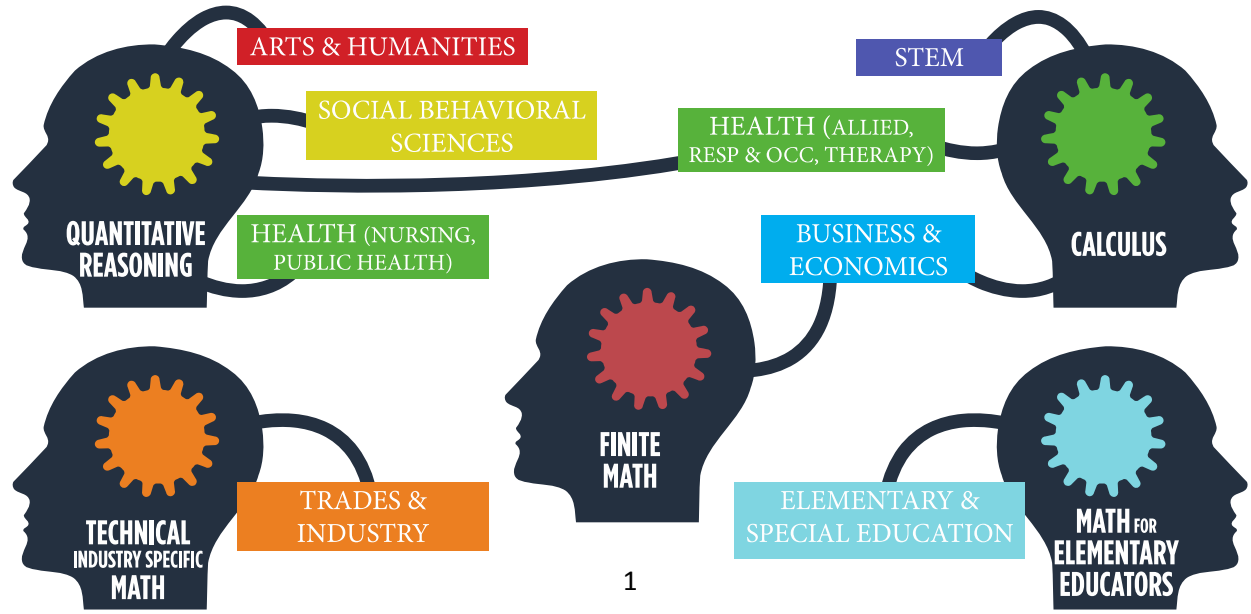 ARTS & HUMANITIES
STEM
SOCIAL BEHAVIORAL
SCIENCES
HEALTH (ALLIED,
RESP & OCC, THERAPY)
QUANTITATIVE
REASONING
HEALTH (NURSING,
PUBLIC HEALTH)
BUSINESS &
ECONOMICS
CALCULUS
FINITE
MATH
TRADES &
INDUSTRY
ELEMENTARY &
SPECIAL EDUCATION
TECHNICAL
INDUSTRY SPECIFIC
MATH
MATH FOR
ELEMENTARY
EDUCATORS
1